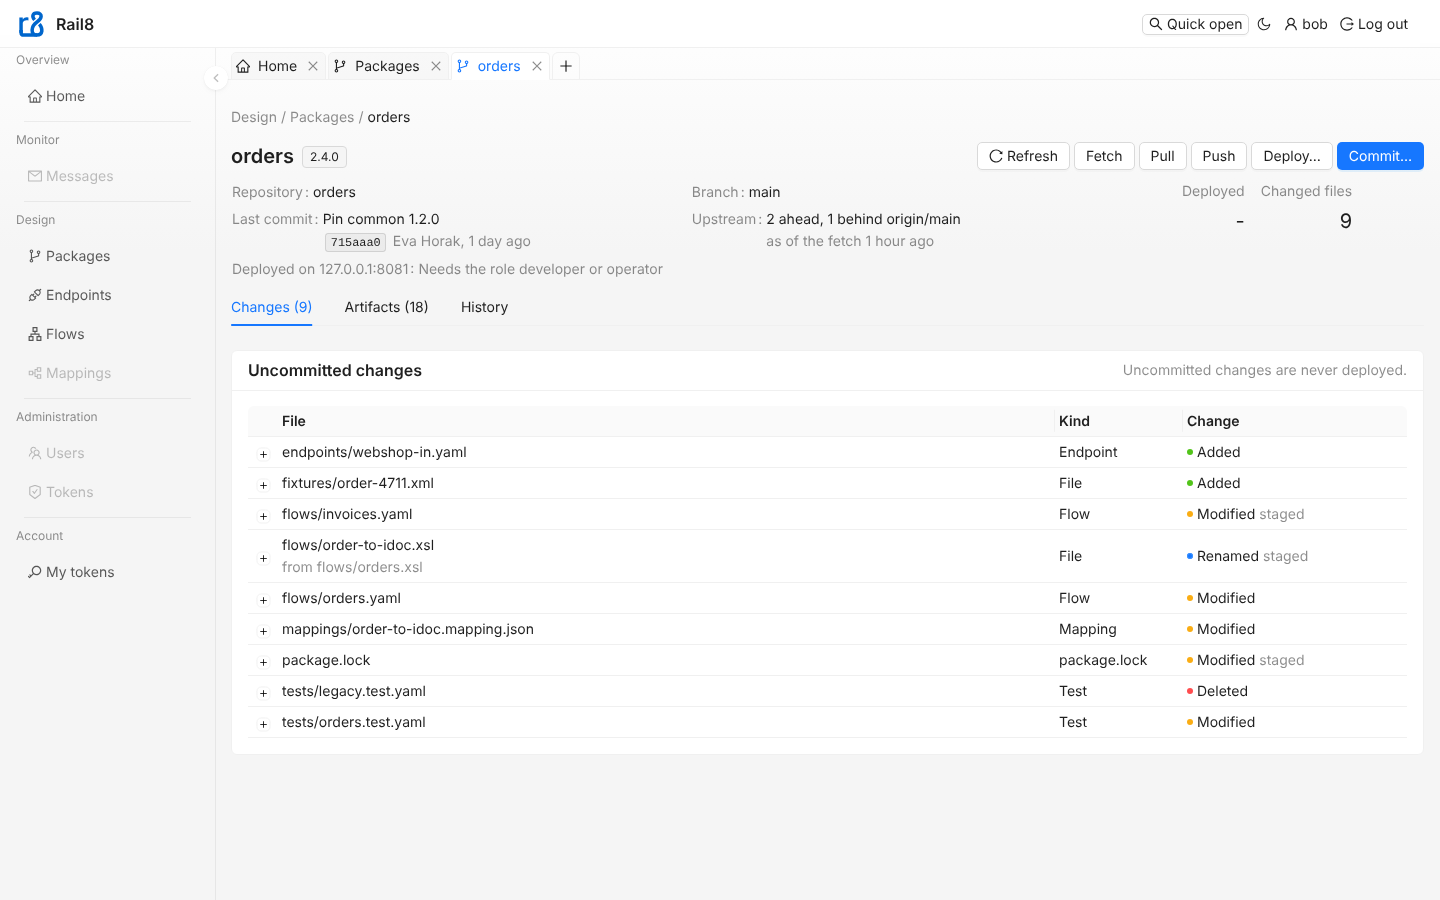 r8 Rail8
Quick open
bob
Log out
Overview
Home
Monitor
Messages
Design
Packages
Endpoints
Flows
Mappings
Administration
Users
Tokens
Account
My tokens
Home
Packages
orders
Design / Packages / orders
orders 2.4.0
Refresh
Fetch
Pull
Push
Deploy...
Commit...
Repository: orders
Branch: main
Deployed
-
Changed files
9
Last commit: Pin common 1.2.0
715aaa0 Eva Horak, 1 day ago
Upstream: 2 ahead, 1 behind origin/main
as of the fetch 1 hour ago
Deployed on 127.0.0.1:8081: Needs the role developer or operator
Changes (9)
Artifacts (18)
History
Uncommitted changes
Uncommitted changes are never deployed.
File Kind Change
+ endpoints/webshop-in.yaml Endpoint Added
+ fixtures/order-4711.xml File Added
+ flows/invoices.yaml Flow Modified staged
+ flows/order-to-idoc.xsl File Renamed staged
from flows/orders.xsl
+ flows/orders.yaml Flow Modified
+ mappings/order-to-idoc.mapping.json Mapping Modified
+ package.lock package.lock Modified staged
+ tests/legacy.test.yaml Test Deleted
+ tests/orders.test.yaml Test Modified